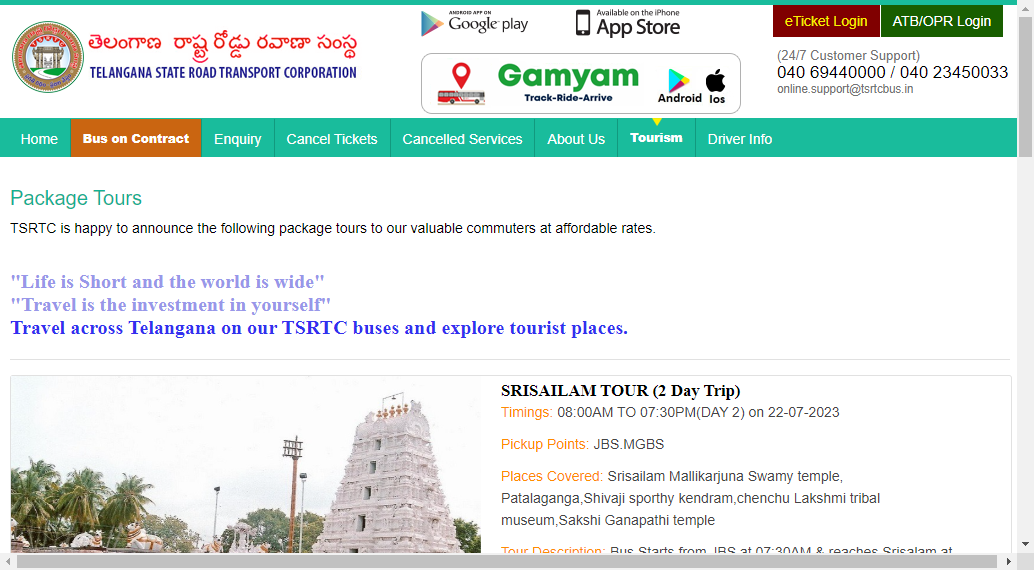 తెలంగాణ రాష్ట్ర రోడ్డు రవాణా సంస్థ
TELANGANA STATE ROAD TRANSPORT CORPORATION
ANDROID APP ON
Google play
Available on the iPhone
App Store
Gamyam
Track-Ride-Arrive
Android
Ios
eTicket Login
ATB/OPR Login
(24/7 Customer Support)
040 69440000 / 040 23450033
online.support@tsrtcbus.in
Home
Bus on Contract
Enquiry
Cancel Tickets
Cancelled Services
About Us
Tourism
Driver Info
Package Tours
TSRTC is happy to announce the following package tours to our valuable commuters at affordable rates.
"Life is Short and the world is wide"
"Travel is the investment in yourself"
Travel across Telangana on our TSRTC buses and explore tourist places.
SRISAILAM TOUR (2 Day Trip)
Timings: 08:00AM TO 07:30PM(DAY 2) on 22-07-2023
Pickup Points: JBS.MGBS
Places Covered: Srisailam Mallikarjuna Swamy temple,
Patalaganga,Shivaji sporthy kendram,chenchu Lakshmi tribal
museum,Sakshi Ganapathi temple
Tour Description: Bus Starts from JBS at 07:30AM & reaches Srisalam at